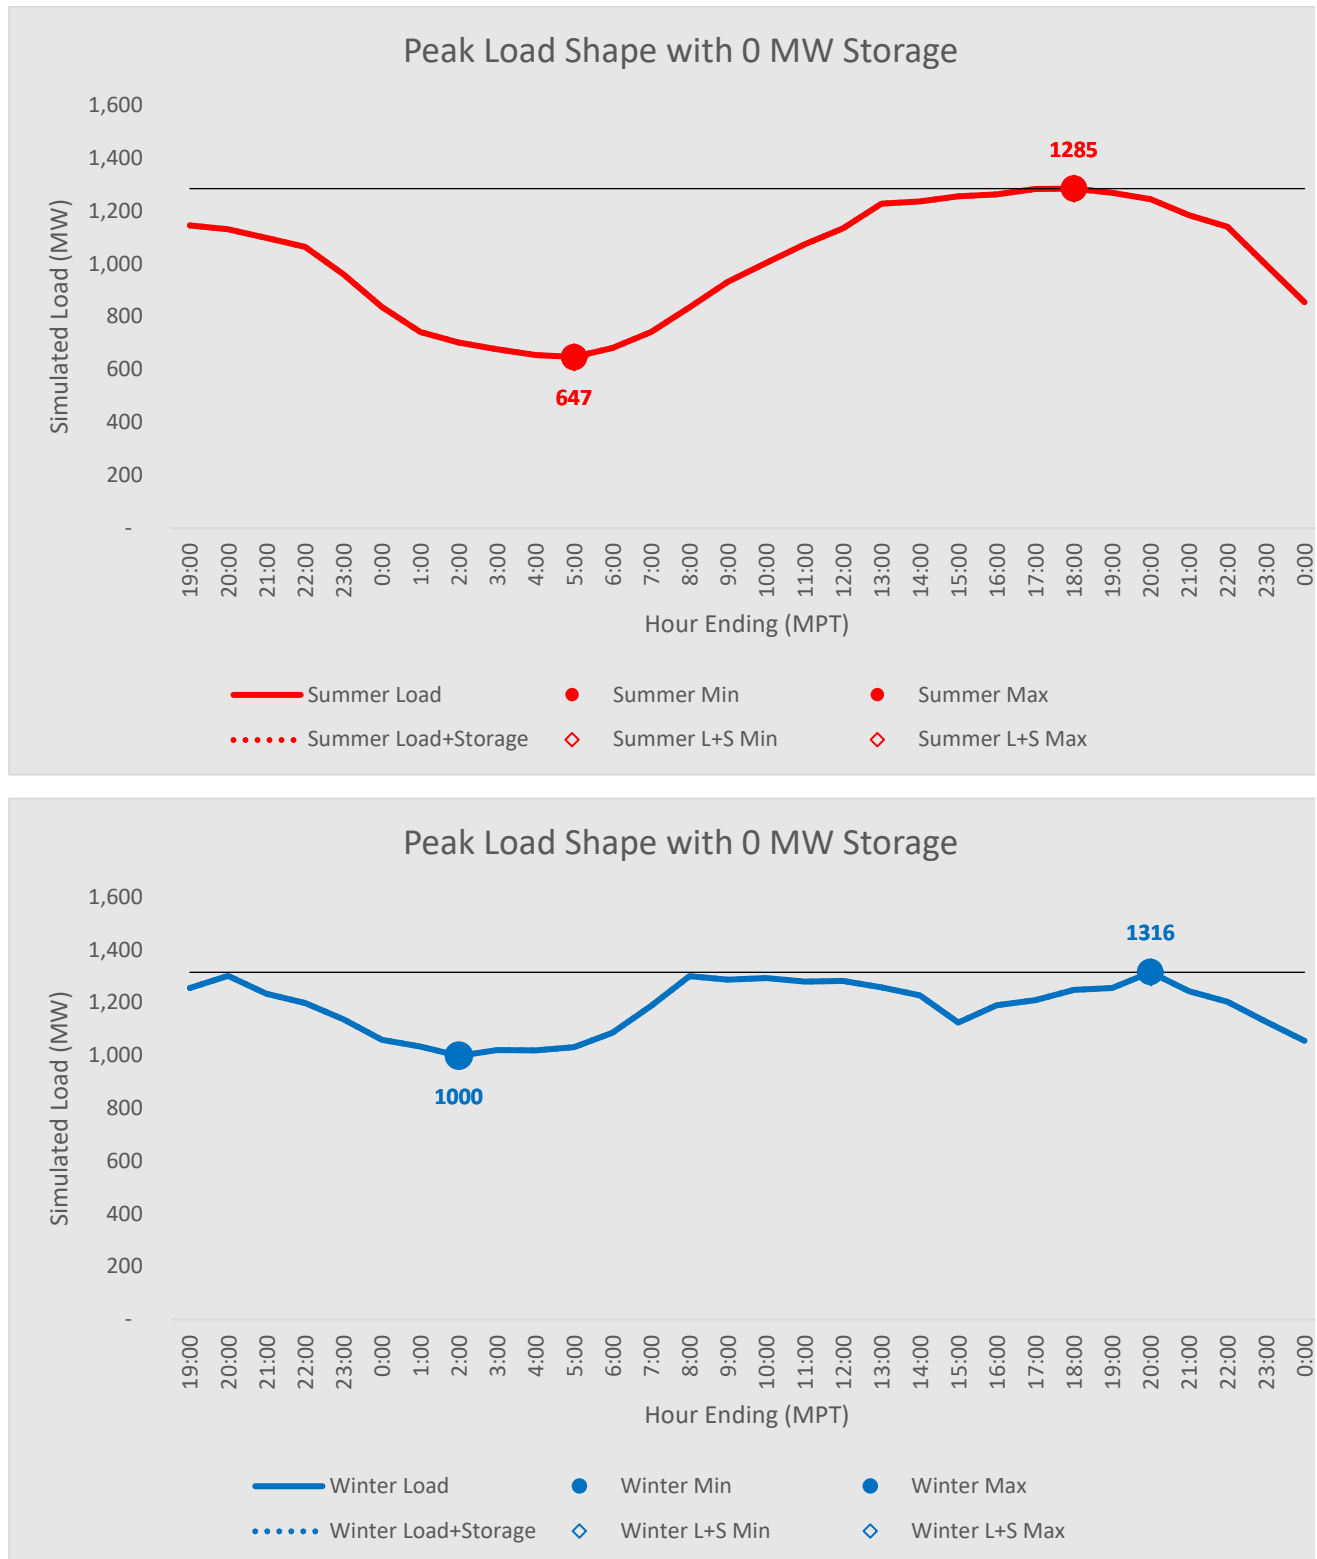 Peak Load Shape with 0 MW Storage
1,600
1,400
1,200
1,000
800
600
400
200
-
Simulated Load (MW)
1285
647
19:00 20:00 21:00 22:00 23:00 0:00 1:00 2:00 3:00 4:00 5:00 6:00 7:00 8:00 9:00 10:00 11:00 12:00 13:00 14:00 15:00 16:00 17:00 18:00 19:00 20:00 21:00 22:00 23:00 0:00
Hour Ending (MPT)
Summer Load Summer Min Summer Max
Summer Load+Storage Summer L+S Min Summer L+S Max
Peak Load Shape with 0 MW Storage
1,600
1,400
1,200
1,000
800
600
400
200
-
Simulated Load (MW)
1316
1000
19:00 20:00 21:00 22:00 23:00 0:00 1:00 2:00 3:00 4:00 5:00 6:00 7:00 8:00 9:00 10:00 11:00 12:00 13:00 14:00 15:00 16:00 17:00 18:00 19:00 20:00 21:00 22:00 23:00 0:00
Hour Ending (MPT)
Winter Load Winter Min Winter Max
Winter Load+Storage Winter L+S Min Winter L+S Max